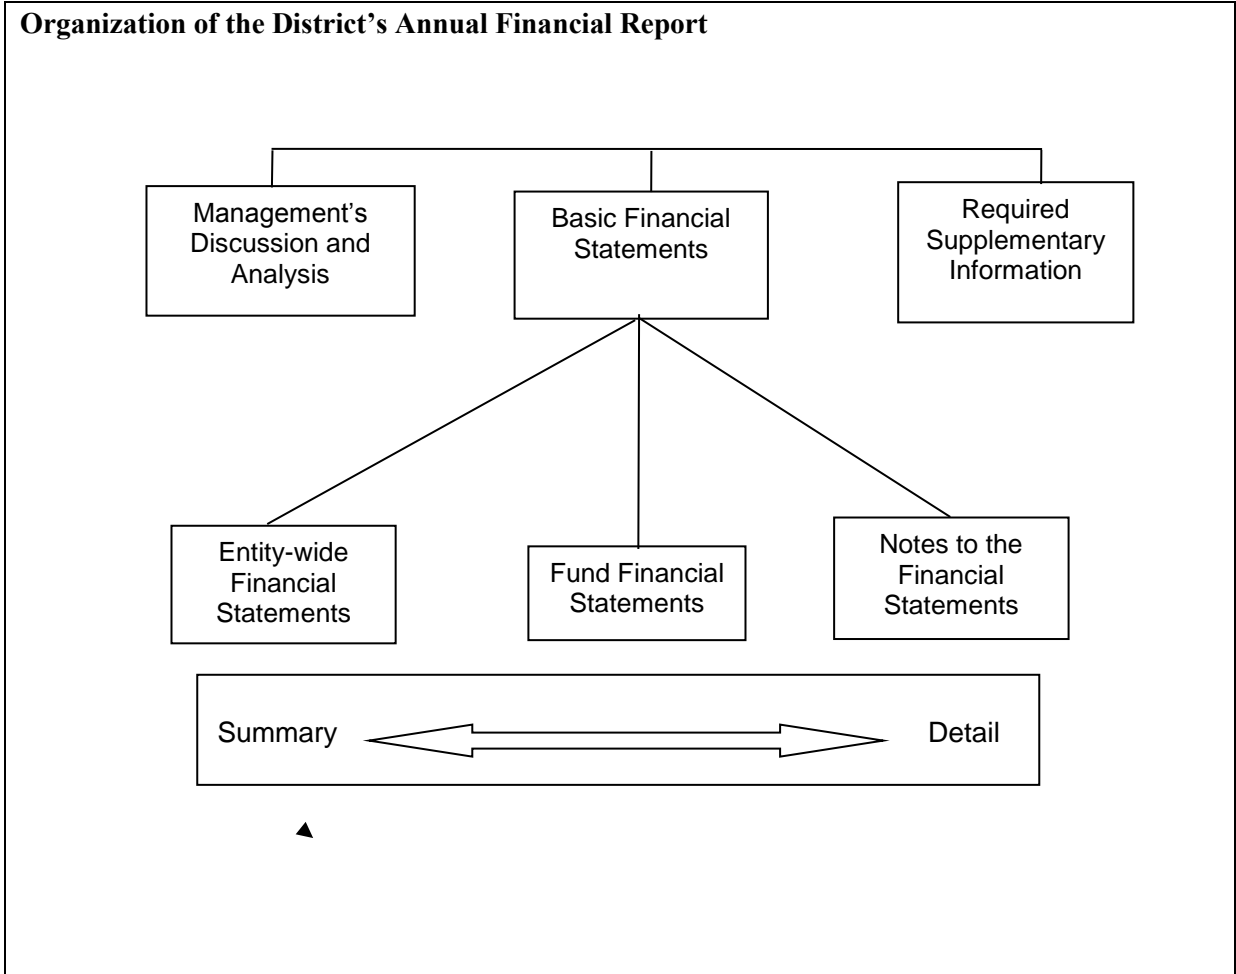 Organization of the District’s Annual Financial Report
Management’s
Discussion and
Analysis
Basic Financial
Statements
Required
Supplementary
Information
Entity-wide
Financial
Statements
Fund Financial
Statements
Notes to the
Financial
Statements
Summary
Detail